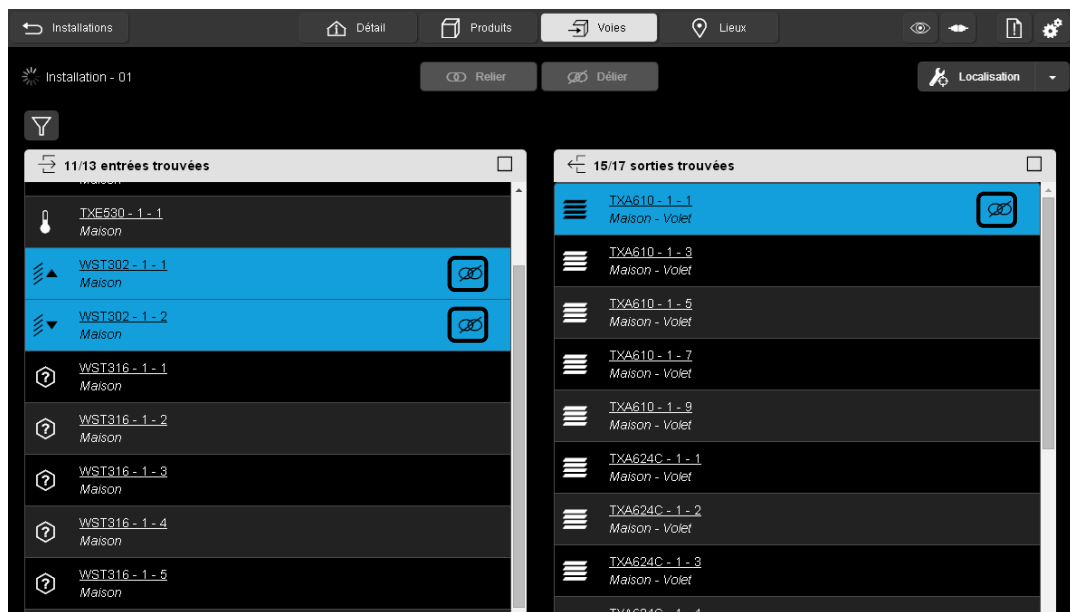 Installations
Détail
Produits
Voies
Lieux
Installation - 01
Relier
Délier
Localisation
11/13 entrées trouvées
Maison
TXE530 - 1 - 1
Maison
WST302 - 1 - 1
Maison
WST302 - 1 - 2
Maison
WST316 - 1 - 1
Maison
WST316 - 1 - 2
Maison
WST316 - 1 - 3
Maison
WST316 - 1 - 4
Maison
WST316 - 1 - 5
Maison
15/17 sorties trouvées
TXA610 - 1 - 1
Maison - Volet
TXA610 - 1 - 3
Maison - Volet
TXA610 - 1 - 5
Maison - Volet
TXA610 - 1 - 7
Maison - Volet
TXA610 - 1 - 9
Maison - Volet
TXA624C - 1 - 1
Maison - Volet
TXA624C - 1 - 2
Maison - Volet
TXA624C - 1 - 3
Maison - Volet
TXA624C - 1 - 4